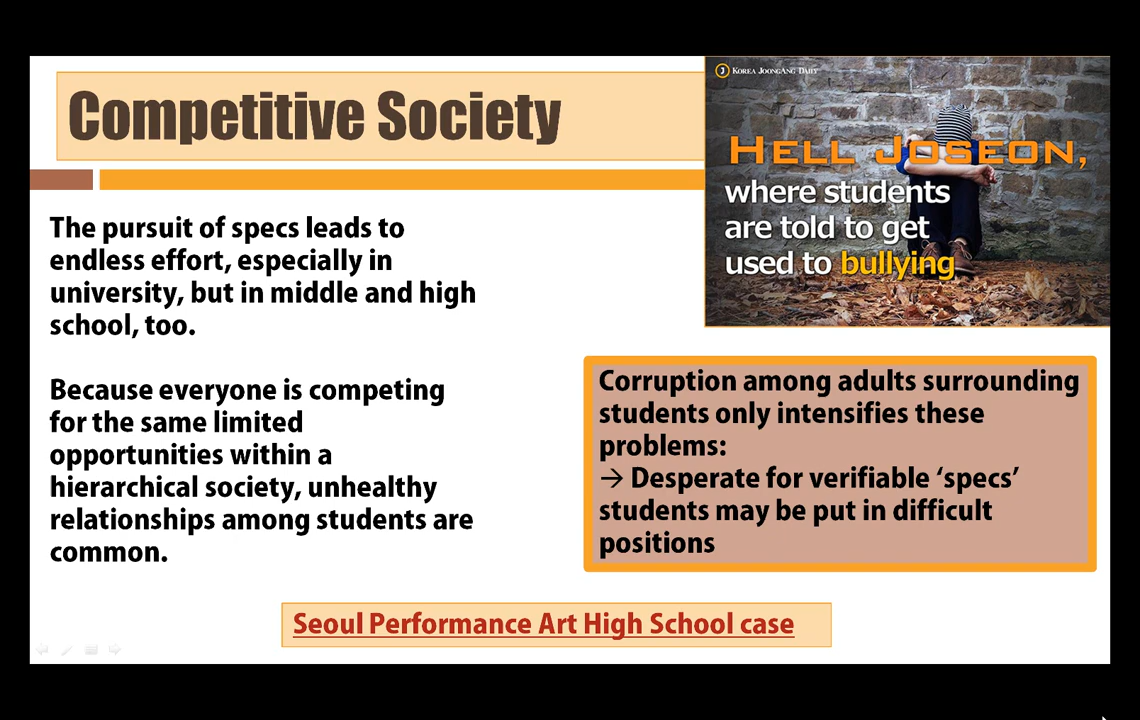 Competitive Society
KOREA JOONGANG DAILY
HELL JOSEON,
where students
are told to get
used to bullying
The pursuit of specs leads to
endless effort, especially in
university, but in middle and high
school, too.
Because everyone is competing
for the same limited
opportunities within a
hierarchical society, unhealthy
relationships among students are
common.
Corruption among adults surrounding
students only intensifies these
problems:
→ Desperate for verifiable ‘specs’
students may be put in difficult
positions
Seoul Performance Art High School case